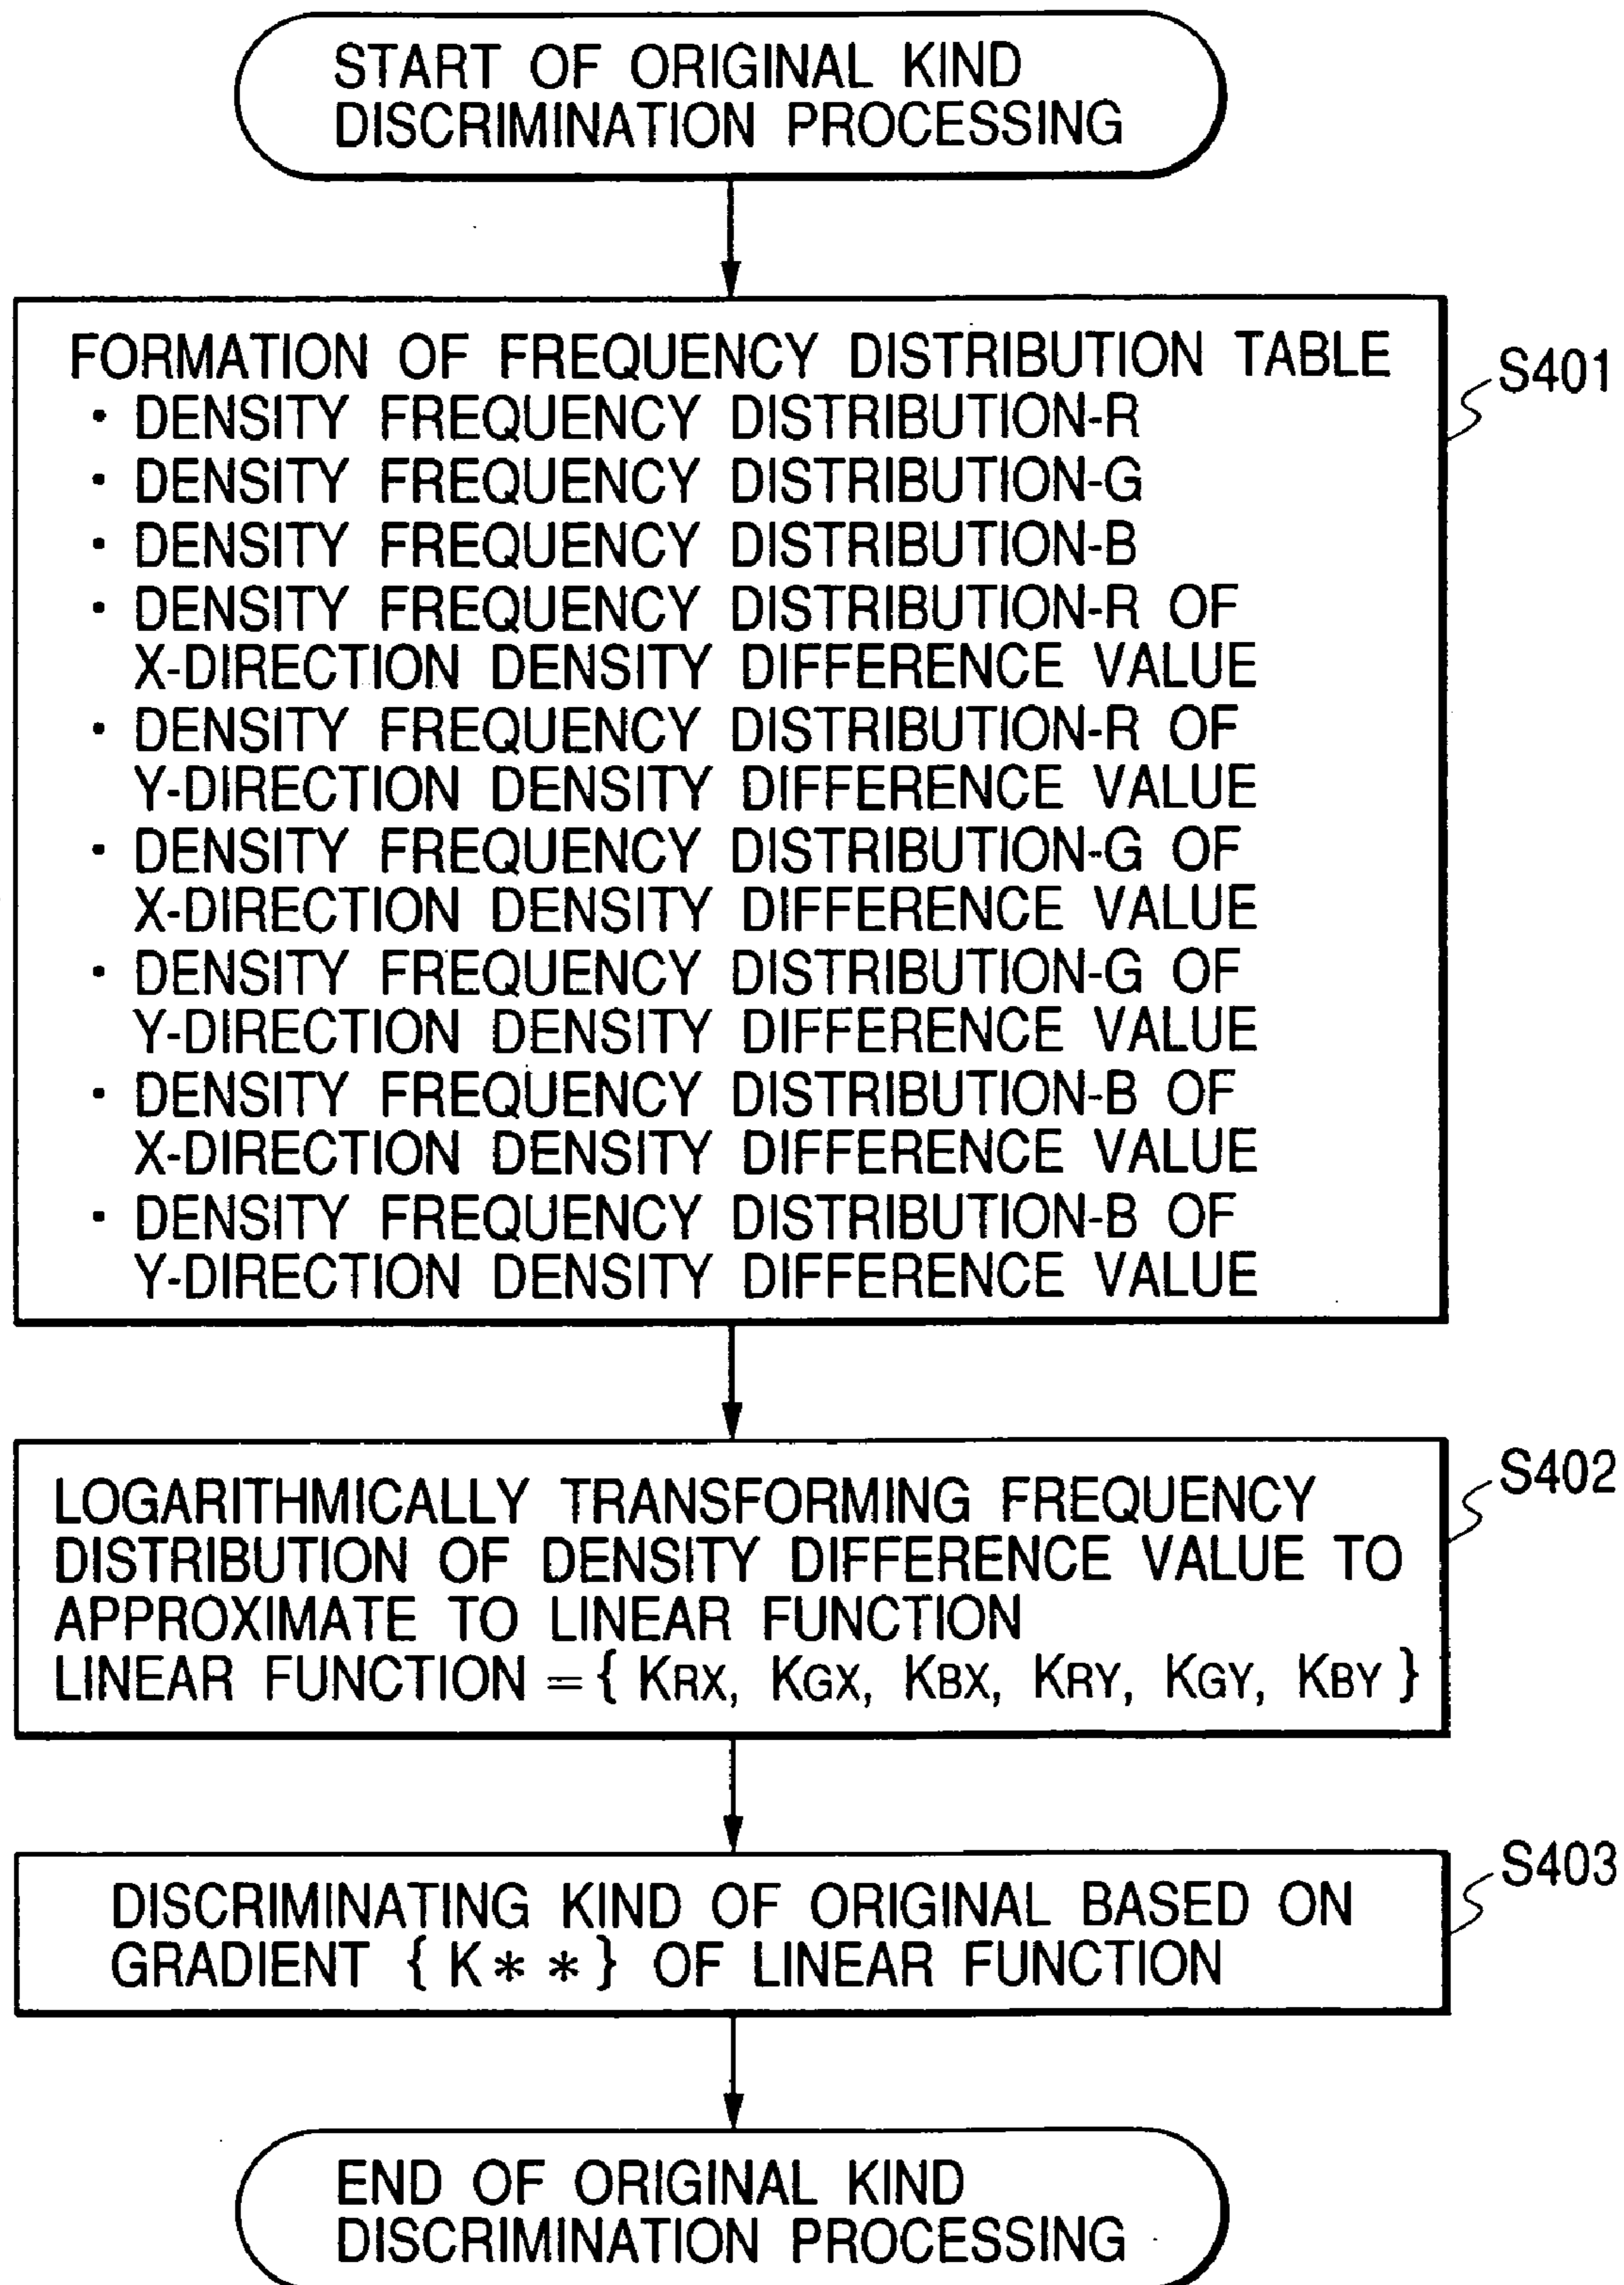 START OF ORIGINAL KIND
DISCRIMINATION PROCESSING
FORMATION OF FREQUENCY DISTRIBUTION TABLE
S401
· DENSITY FREQUENCY DISTRIBUTION-R
· DENSITY FREQUENCY DISTRIBUTION-G
· DENSITY FREQUENCY DISTRIBUTION-B
· DENSITY FREQUENCY DISTRIBUTION-R OF
X-DIRECTION DENSITY DIFFERENCE VALUE
· DENSITY FREQUENCY DISTRIBUTION-R OF
Y-DIRECTION DENSITY DIFFERENCE VALUE
· DENSITY FREQUENCY DISTRIBUTION-G OF
X-DIRECTION DENSITY DIFFERENCE VALUE
· DENSITY FREQUENCY DISTRIBUTION-G OF
Y-DIRECTION DENSITY DIFFERENCE VALUE
· DENSITY FREQUENCY DISTRIBUTION-B OF
X-DIRECTION DENSITY DIFFERENCE VALUE
· DENSITY FREQUENCY DISTRIBUTION-B OF
Y-DIRECTION DENSITY DIFFERENCE VALUE
S402
LOGARITHMICALLY TRANSFORMING FREQUENCY
DISTRIBUTION OF DENSITY DIFFERENCE VALUE TO
APPROXIMATE TO LINEAR FUNCTION
LINEAR FUNCTION = { KRX, KGX, KBX, KRY, KGY, KBY }
S403
DISCRIMINATING KIND OF ORIGINAL BASED ON
GRADIENT { K * * } OF LINEAR FUNCTION
END OF ORIGINAL KIND
DISCRIMINATION PROCESSING